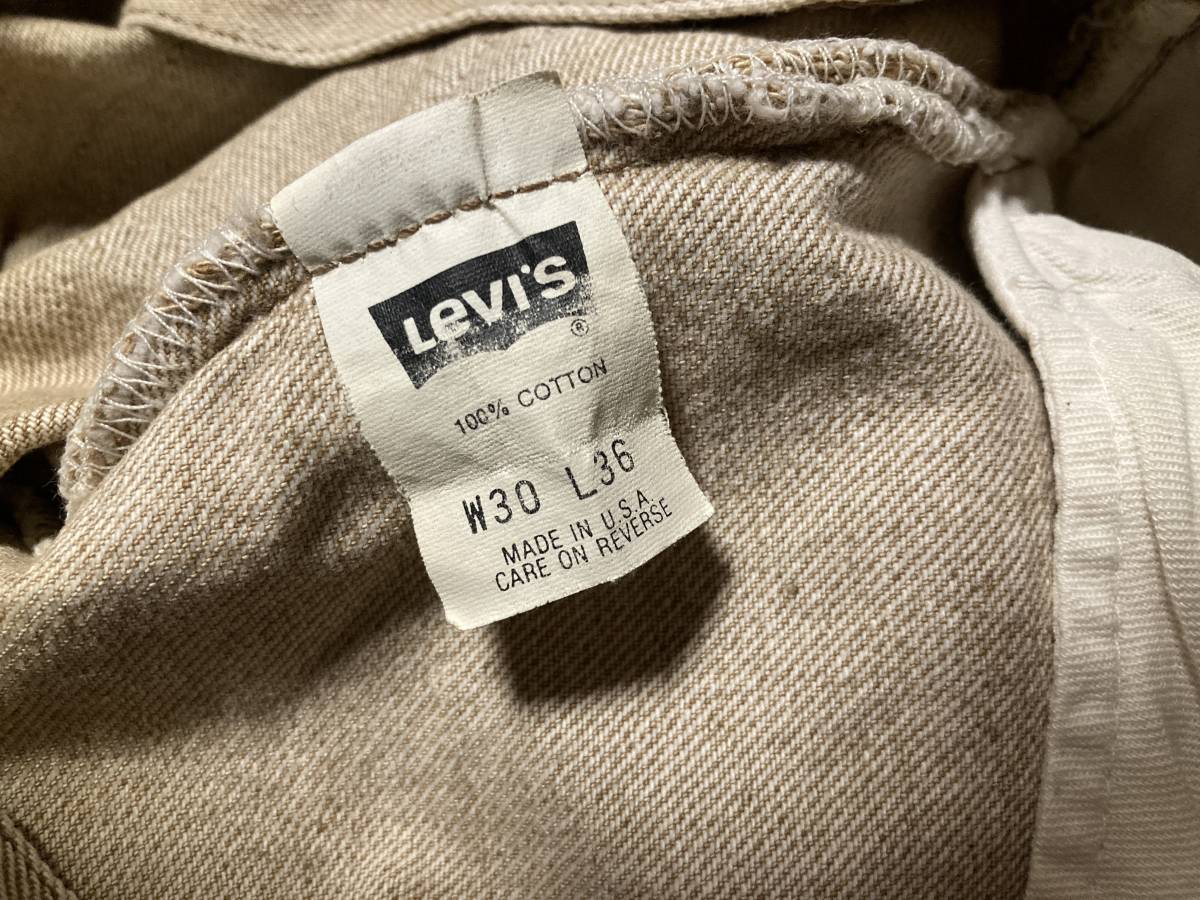 Levi's ®
100% COTTON
W30 L36
MADE IN U.S.A.
CARE ON REVERSE